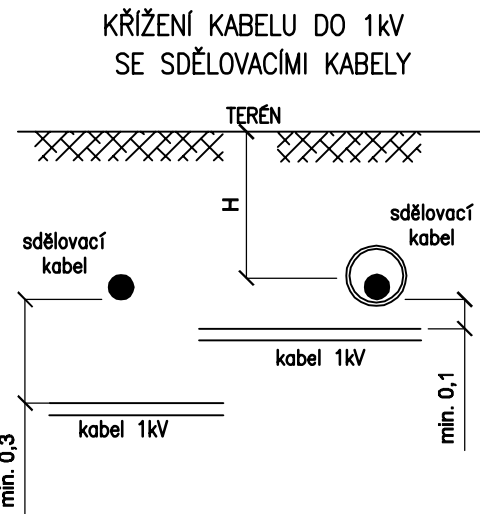 KŘÍŽENÍ KABELU DO 1kV
SE SDĚLOVACÍMI KABELY
TERÉN
H
sdělovací
kabel
sdělovací
kabel
kabel 1kV
kabel 1kV
min. 0,1
min. 0,3